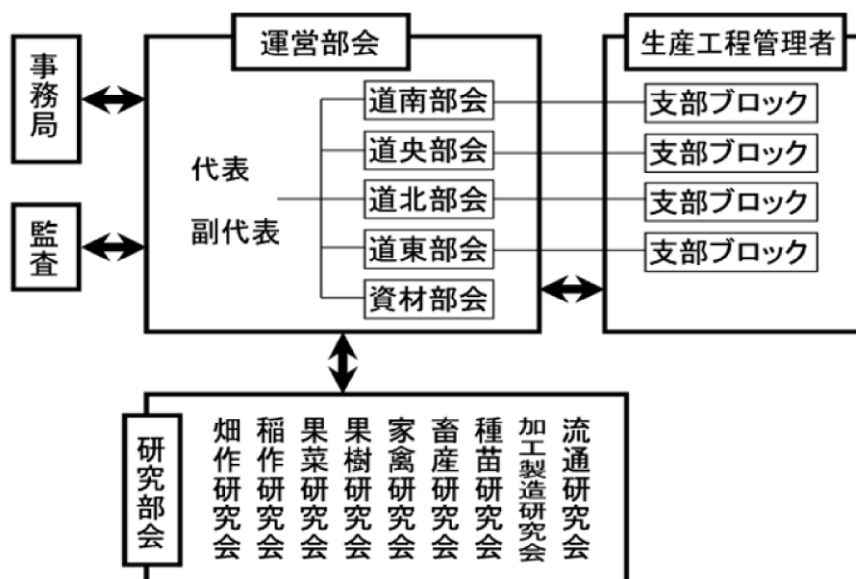 運営部会
生産工程管理者
事務局
監査
代表
副代表
道南部会
道央部会
道北部会
道東部会
資材部会
支部ブロック
支部ブロック
支部ブロック
支部ブロック
研究部会
畑作研究会
稲作研究会
果菜研究会
果樹研究会
家禽研究会
畜産研究会
種苗研究会
加工製造研究会
流通研究会